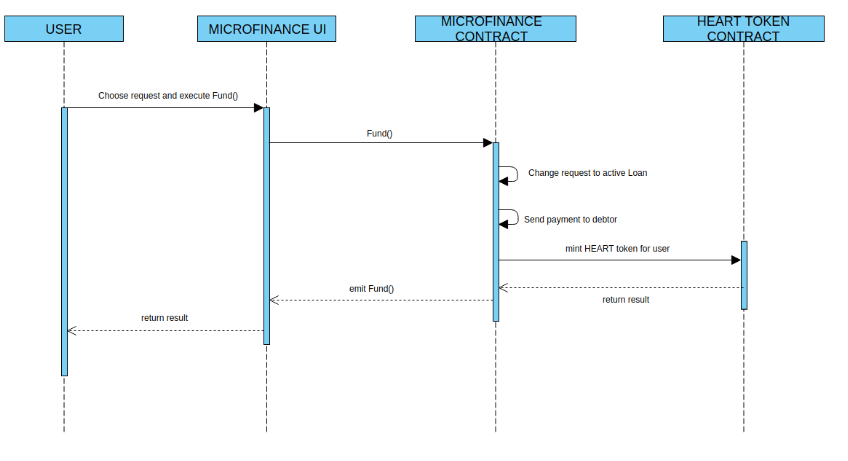 USER
MICROFINANCE UI
MICROFINANCE
CONTRACT
HEART TOKEN
CONTRACT
Choose request and execute Fund()
Fund()
Change request to active Loan
Send payment to debtor
mint HEART token for user
emit Fund()
return result
return result